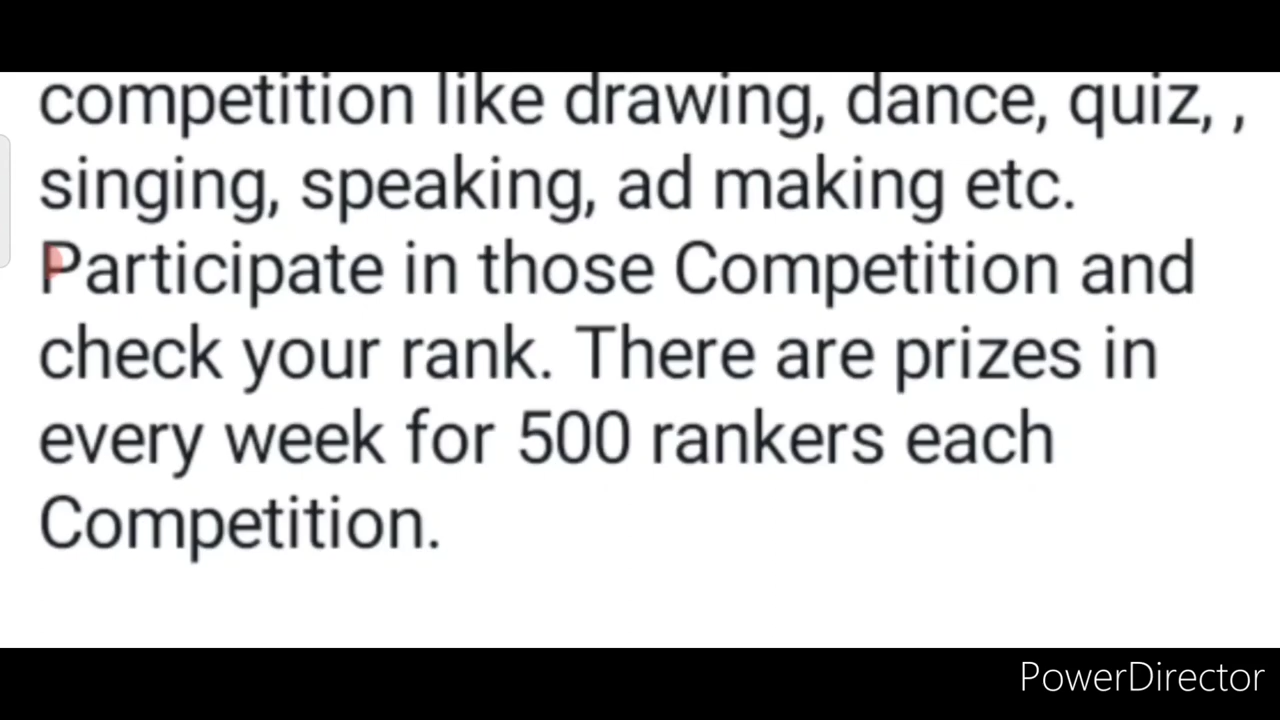 competition like drawing, dance, quiz, ,
singing, speaking, ad making etc.
Participate in those Competition and
check your rank. There are prizes in
every week for 500 rankers each
Competition.
PowerDirector